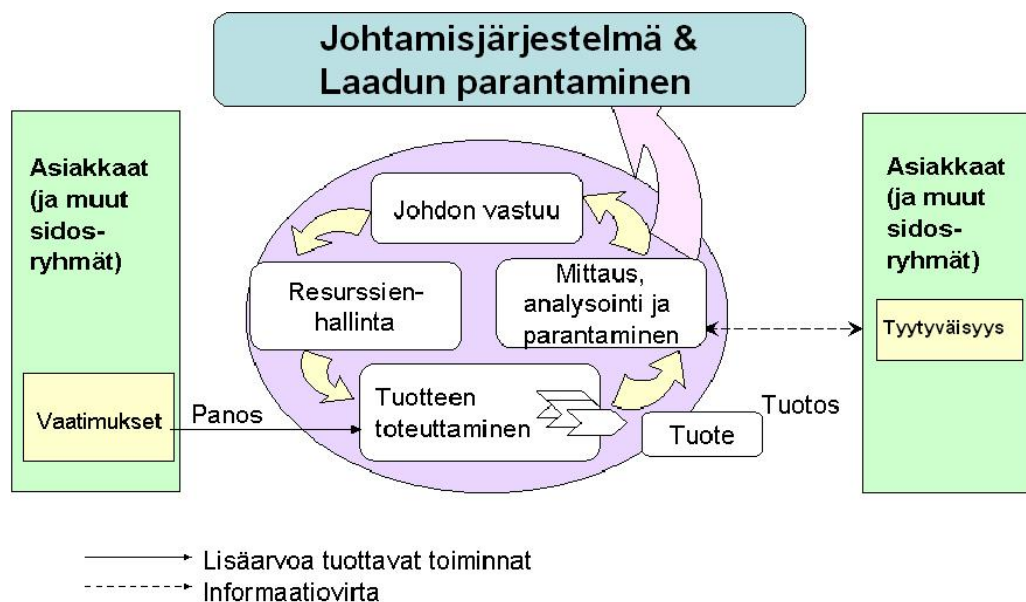 Johtamisjärjestelmä &
Laadun parantaminen
Asiakkaat
(ja muut
sidos-
ryhmät)
Vaatimukset
Panos
Johdon vastuu
Resurssien-
hallinta
Mittaus,
analysointi ja
parantaminen
Tuotteen
toteuttaminen
Tuote
Tuotos
Asiakkaat
(ja muut
sidos-
ryhmät)
Tyytyväisyys
Lisäarvoa tuottavat toiminnat
Informaatiovirta